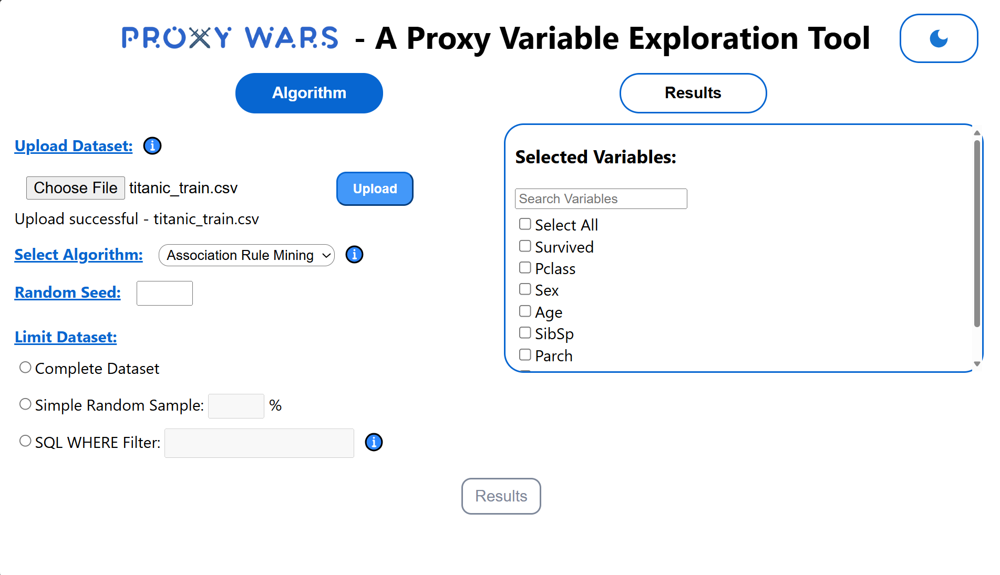 PROXY WARS - A Proxy Variable Exploration Tool
Algorithm
Results
Upload Dataset:
Choose File titanic_train.csv
Upload
Upload successful - titanic_train.csv
Select Algorithm: Association Rule Mining
Random Seed:
Limit Dataset:
Complete Dataset
Simple Random Sample: %
SQL WHERE Filter:
Selected Variables:
Search Variables
Select All
Survived
Pclass
Sex
Age
SibSp
Parch
Results